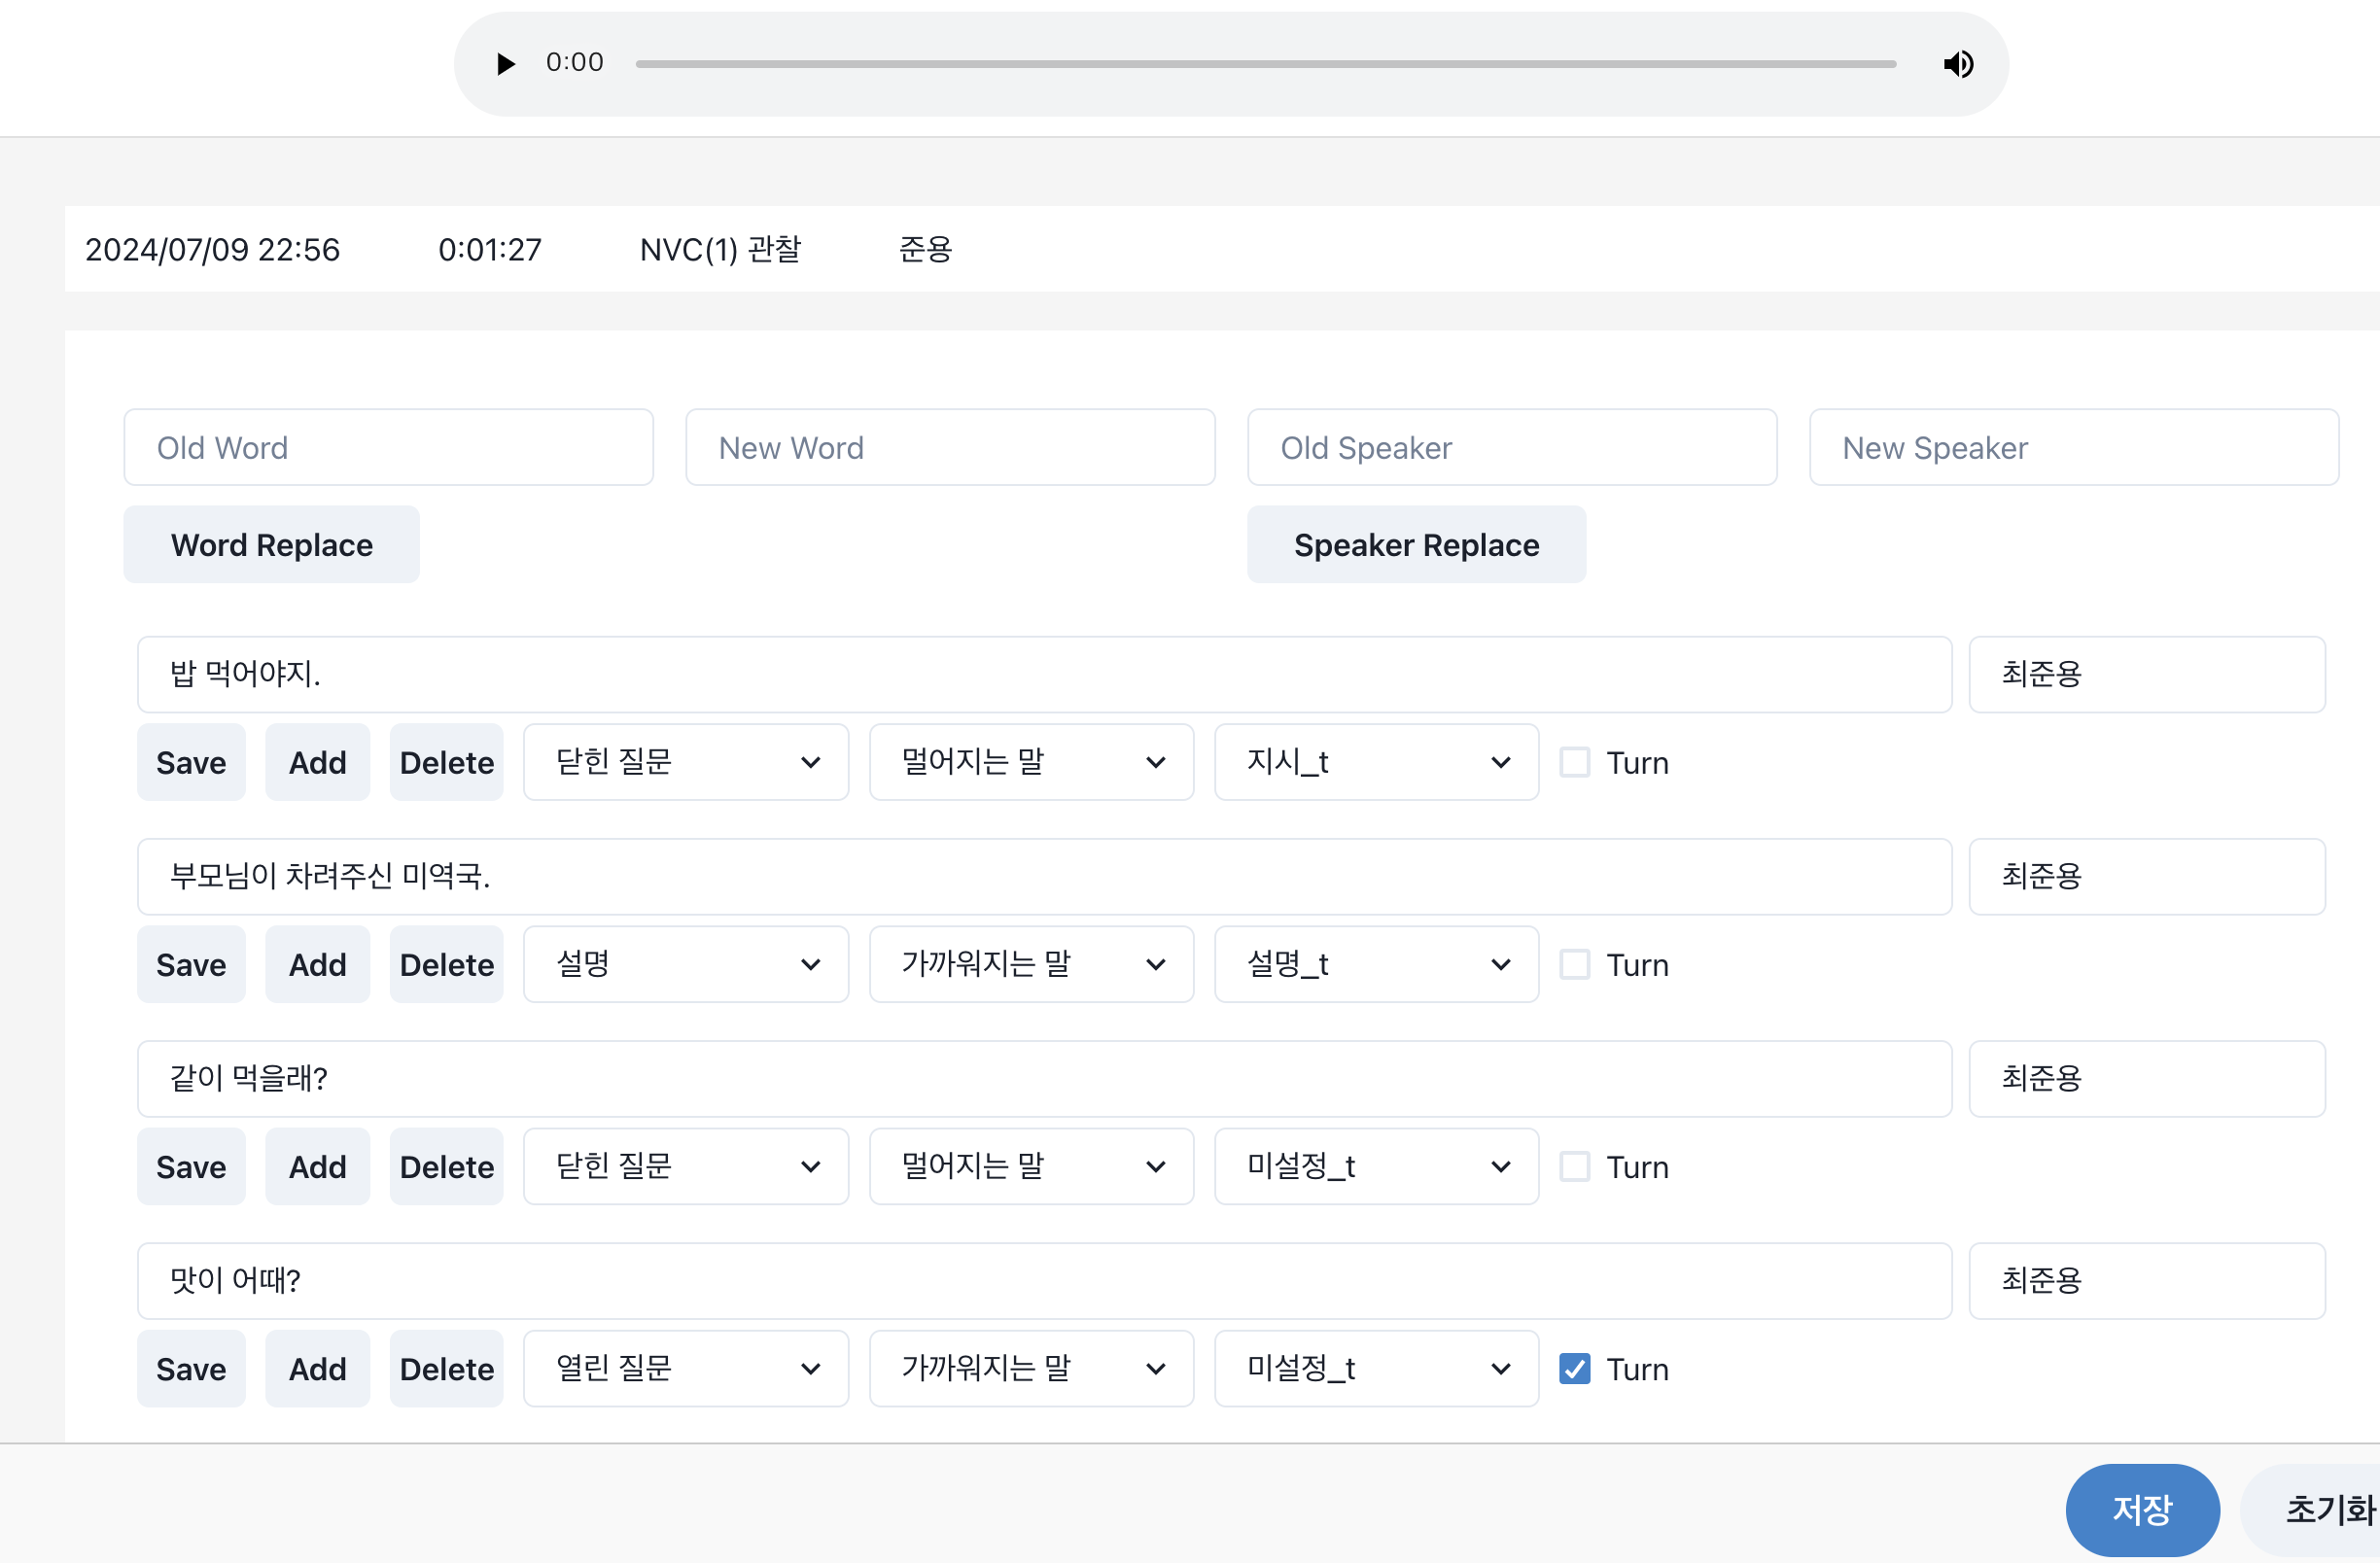 0:00
2024/07/09 22:56 0:01:27 NVC(1) 관찰 준용
Old Word New Word Old Speaker New Speaker
Word Replace Speaker Replace
밥 먹어야지. 최준용
Save Add Delete 닫힌 질문 멀어지는 말 지시_t Turn
부모님이 차려주신 미역국. 최준용
Save Add Delete 설명 가까워지는 말 설명_t Turn
같이 먹을래? 최준용
Save Add Delete 닫힌 질문 멀어지는 말 미설정_t Turn
맛이 어때? 최준용
Save Add Delete 열린 질문 가까워지는 말 미설정_t Turn
저장 초기화